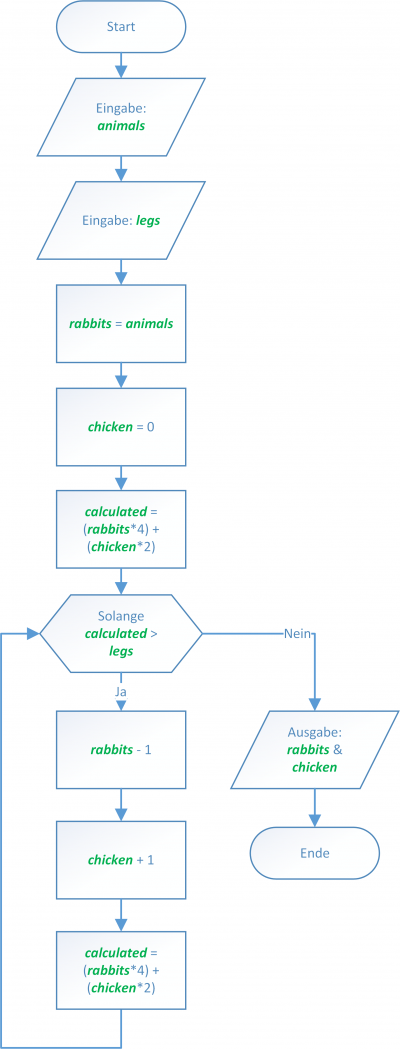 Start
Eingabe:
animals
Eingabe: legs
rabbits = animals
chicken = 0
calculated =
(rabbits*4) +
(chicken*2)
Solange
calculated >
legs
Nein
Ja
rabbits - 1
Ausgabe:
rabbits &
chicken
chicken + 1
Ende
calculated =
(rabbits*4) +
(chicken*2)